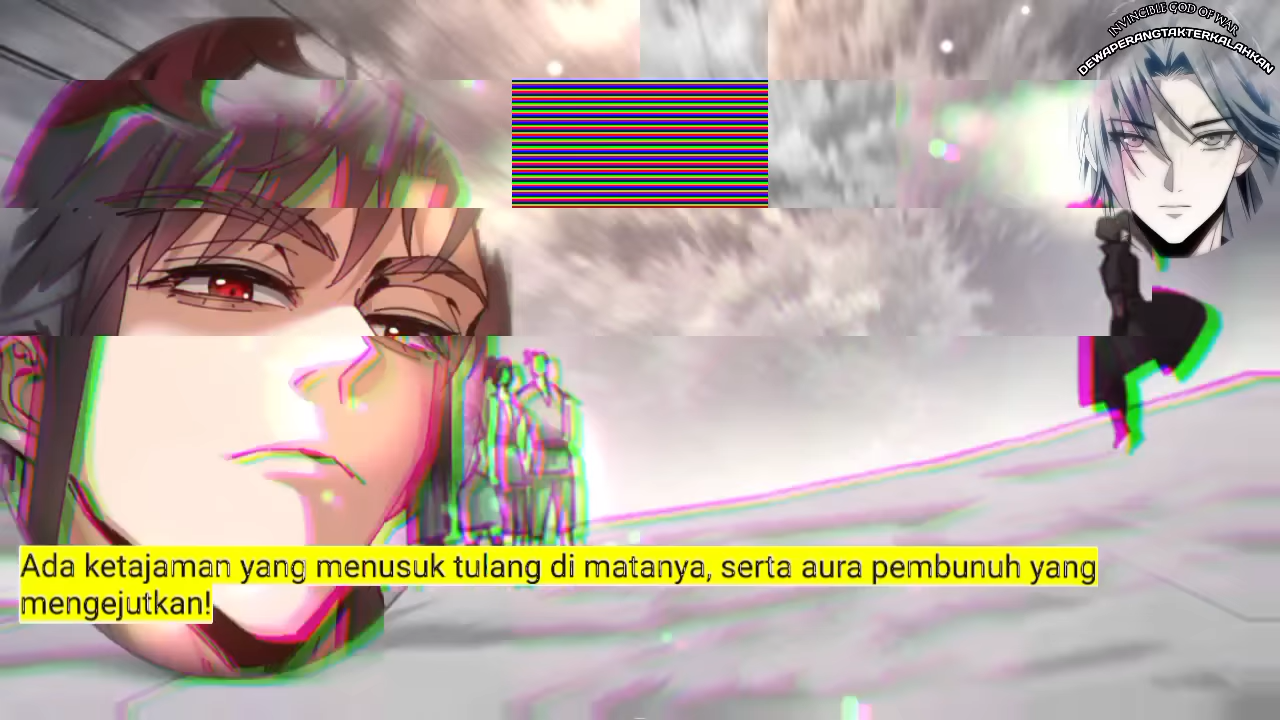 INVINCIBLE GOD OF WAR
DEWAPERANGTAKTERKALAHKAN
Ada ketajaman yang menusuk tulang di matanya, serta aura pembunuh yang
mengejutkan!